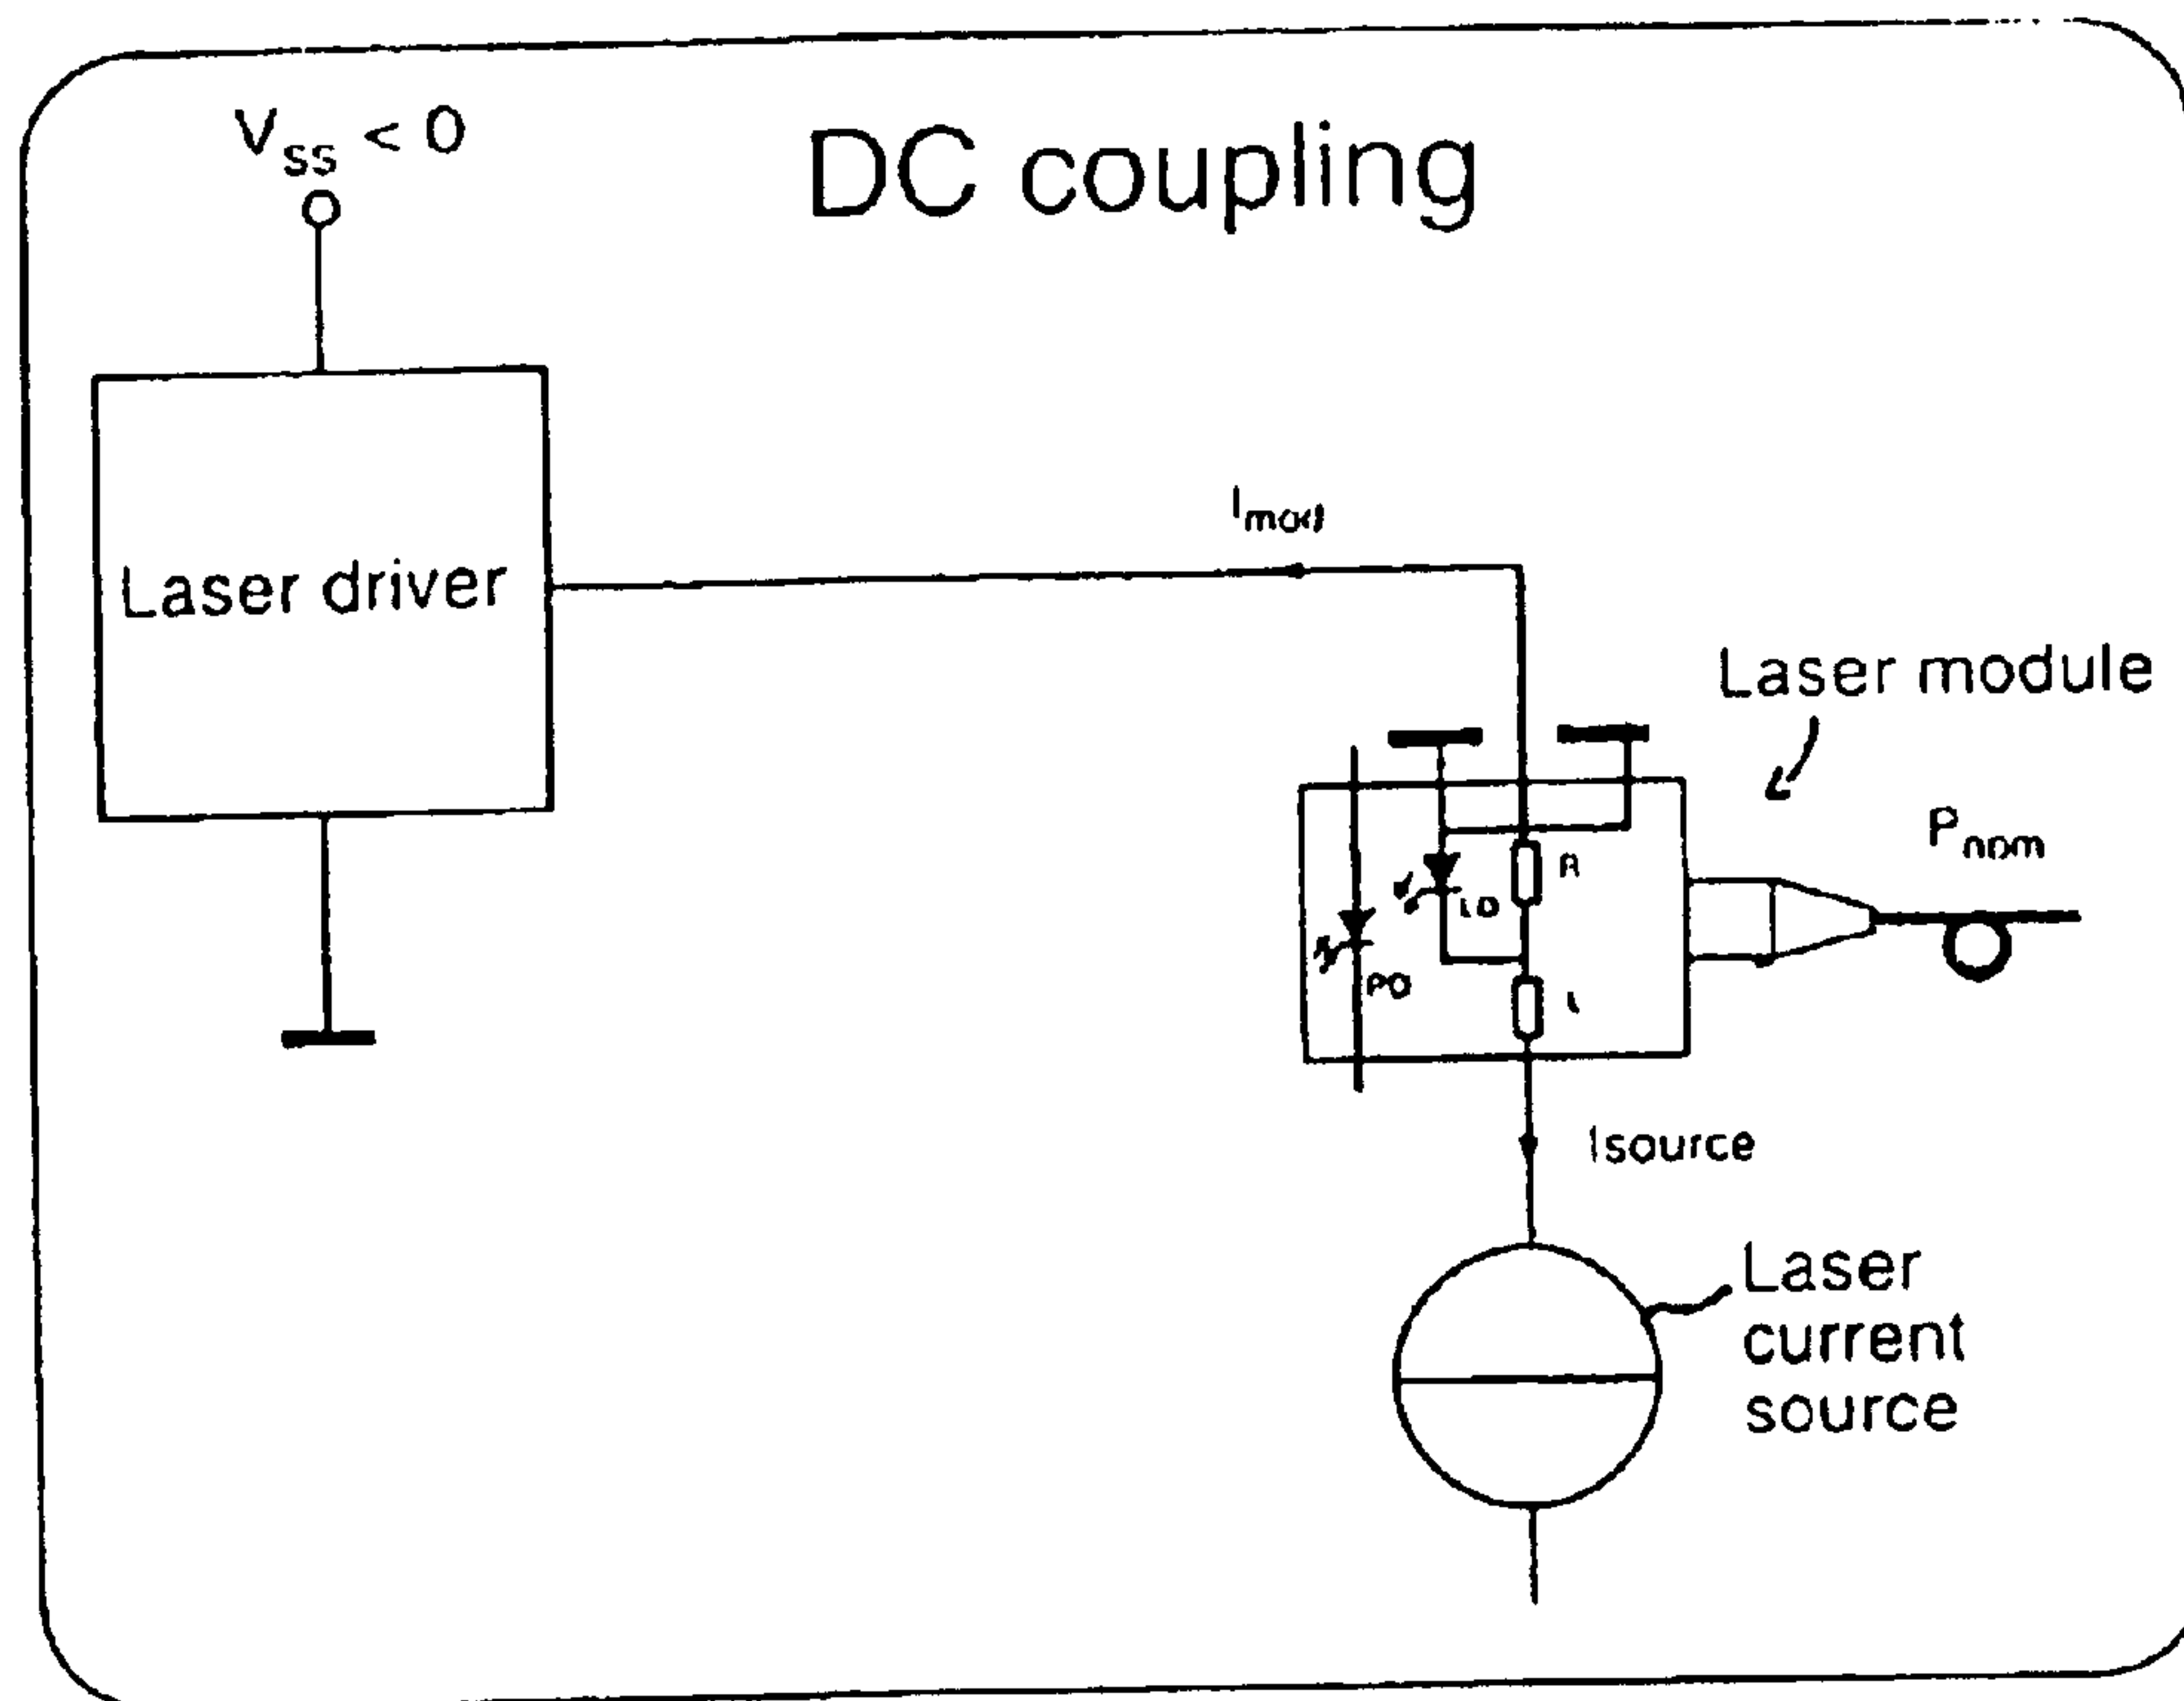 V_ss < 0
DC coupling
I_mod
Laser driver
Laser module
P_nom
R
LD
PD
L
Isource
Laser
current
source